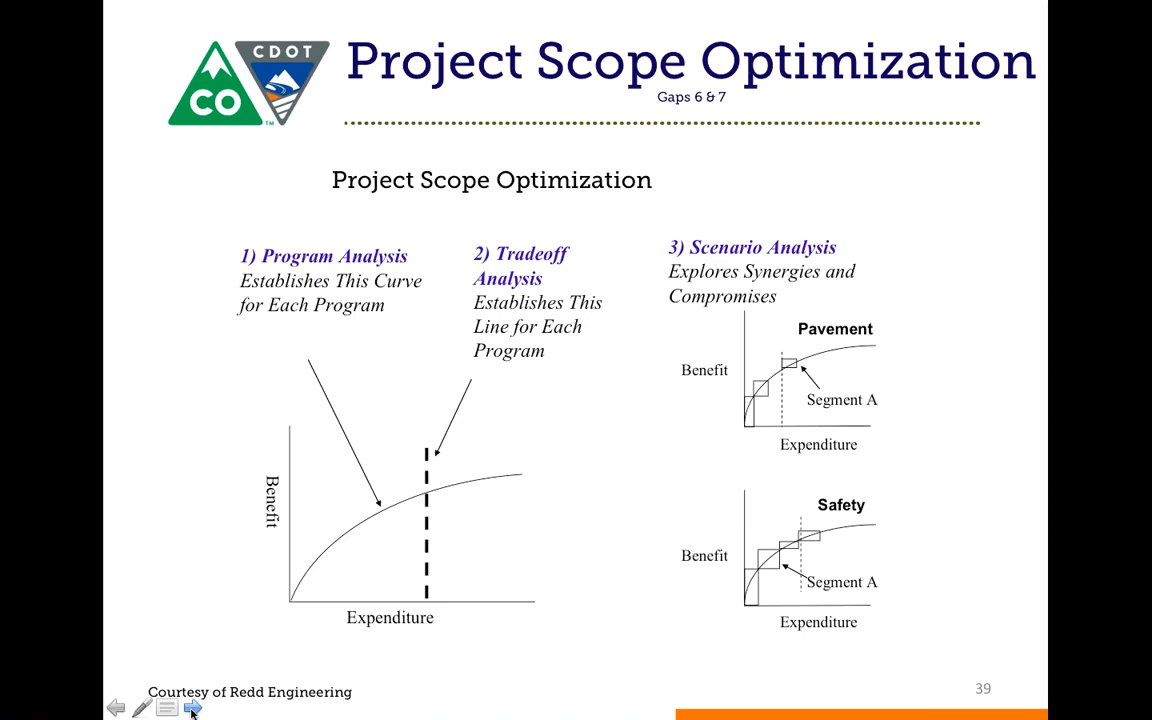 CDOT
CO
TM
Project Scope Optimization
Gaps 6 & 7
Project Scope Optimization
1) Program Analysis
Establishes This Curve
for Each Program
2) Tradeoff
Analysis
Establishes This
Line for Each
Program
3) Scenario Analysis
Explores Synergies and
Compromises
Benefit
Expenditure
Pavement
Benefit
Segment A
Expenditure
Safety
Benefit
Segment A
Expenditure
Courtesy of Redd Engineering
39